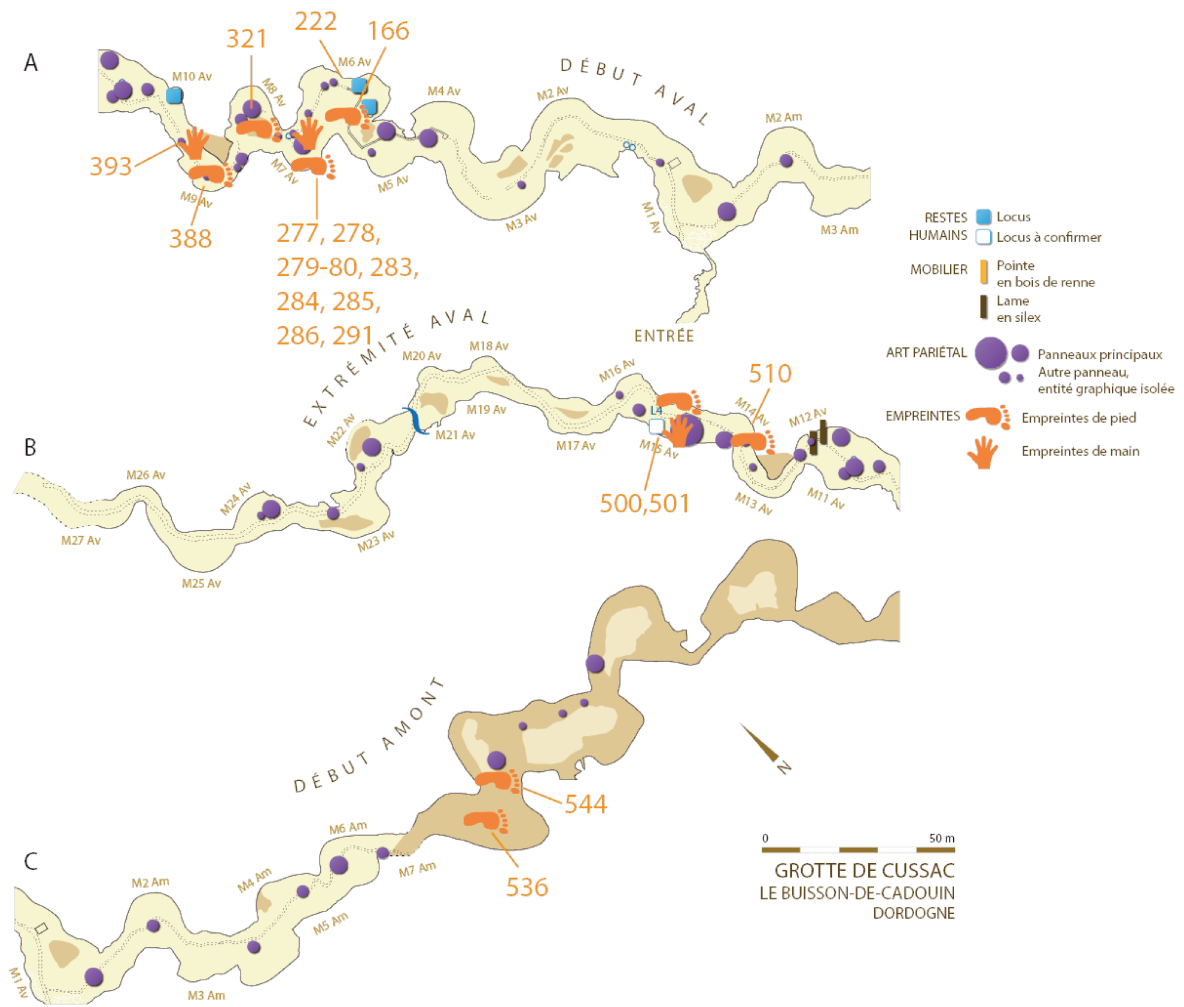 A
321
222
166
M10 Av
M8 Av
M6 Av
M4 Av
DÉBUT AVAL
M2 Av
M2 Am
393
M9 Av
M7 Av
M5 Av
M3 Av
M1 Av
M3 Am
388
277, 278,
279-80, 283,
284, 285,
286, 291
ENTRÉE
RESTES
HUMAINS
Locus
Locus à confirmer
MOBILIER
Pointe
en bois de renne
Lame
en silex
ART PARIÉTAL
Panneaux principaux
Autre panneau,
entité graphique isolée
EMPREINTES
Empreintes de pied
Empreintes de main
B
EXTRÉMITÉ AVAL
M20 Av
M18 Av
M16 Av
510
L4
M14 Av
M12 Av
M22 Av
M21 Av
M19 Av
M17 Av
M15 Av
M13 Av
M11 Av
500,501
M26 Av
M24 Av
M27 Av
M25 Av
M23 Av
C
DÉBUT AMONT
544
536
M6 Am
M7 Am
M4 Am
M5 Am
M2 Am
M3 Am
M1 Av
N
0
50 m
GROTTE DE CUSSAC
LE BUISSON-DE-CADOUIN
DORDOGNE